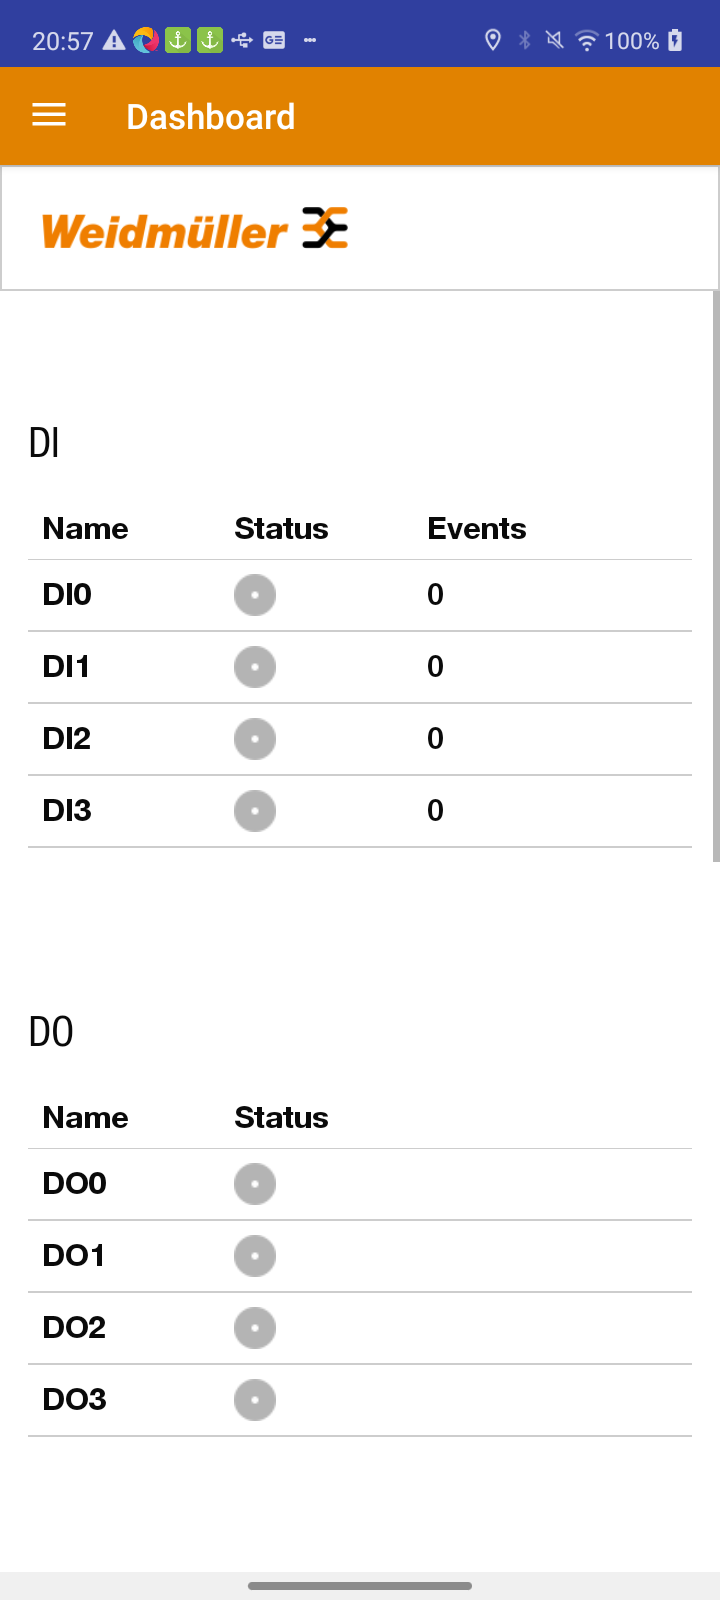 20:57 100%
Dashboard
Weidmüller
DI
Name Status Events
DI0 0
DI1 0
DI2 0
DI3 0
DO
Name Status
DO0
DO1
DO2
DO3